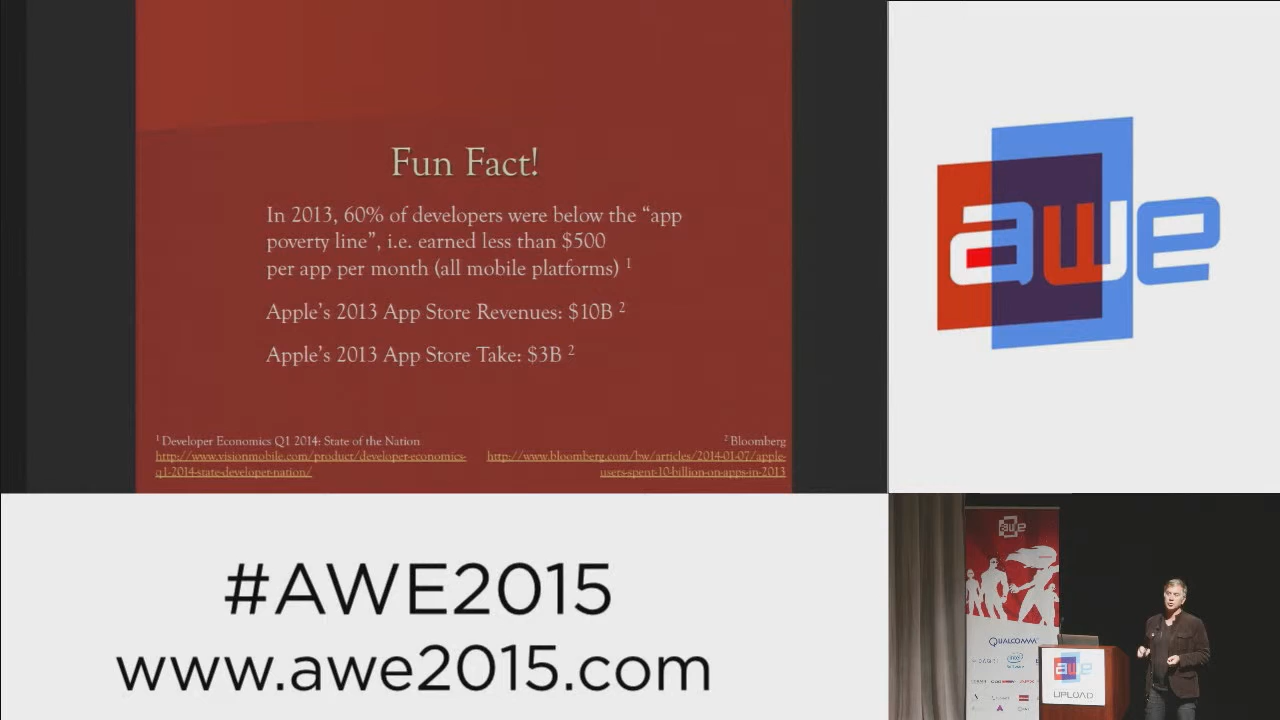 Fun Fact!
In 2013, 60% of developers were below the “app
poverty line”, i.e. earned less than $500
per app per month (all mobile platforms) 1
Apple’s 2013 App Store Revenues: $10B 2
Apple’s 2013 App Store Take: $3B 2
1 Developer Economics Q1 2014: State of the Nation
http://www.visionmobile.com/product/developer-economics-
q1-2014-state-developer-nation/
2 Bloomberg
http://www.bloomberg.com/bw/articles/2014-01-07/apple-
users-spent-10-billion-on-apps-in-2013
awe
#AWE2015
www.awe2015.com
awe
QUALCOMM
intel
awe
UPLOAD